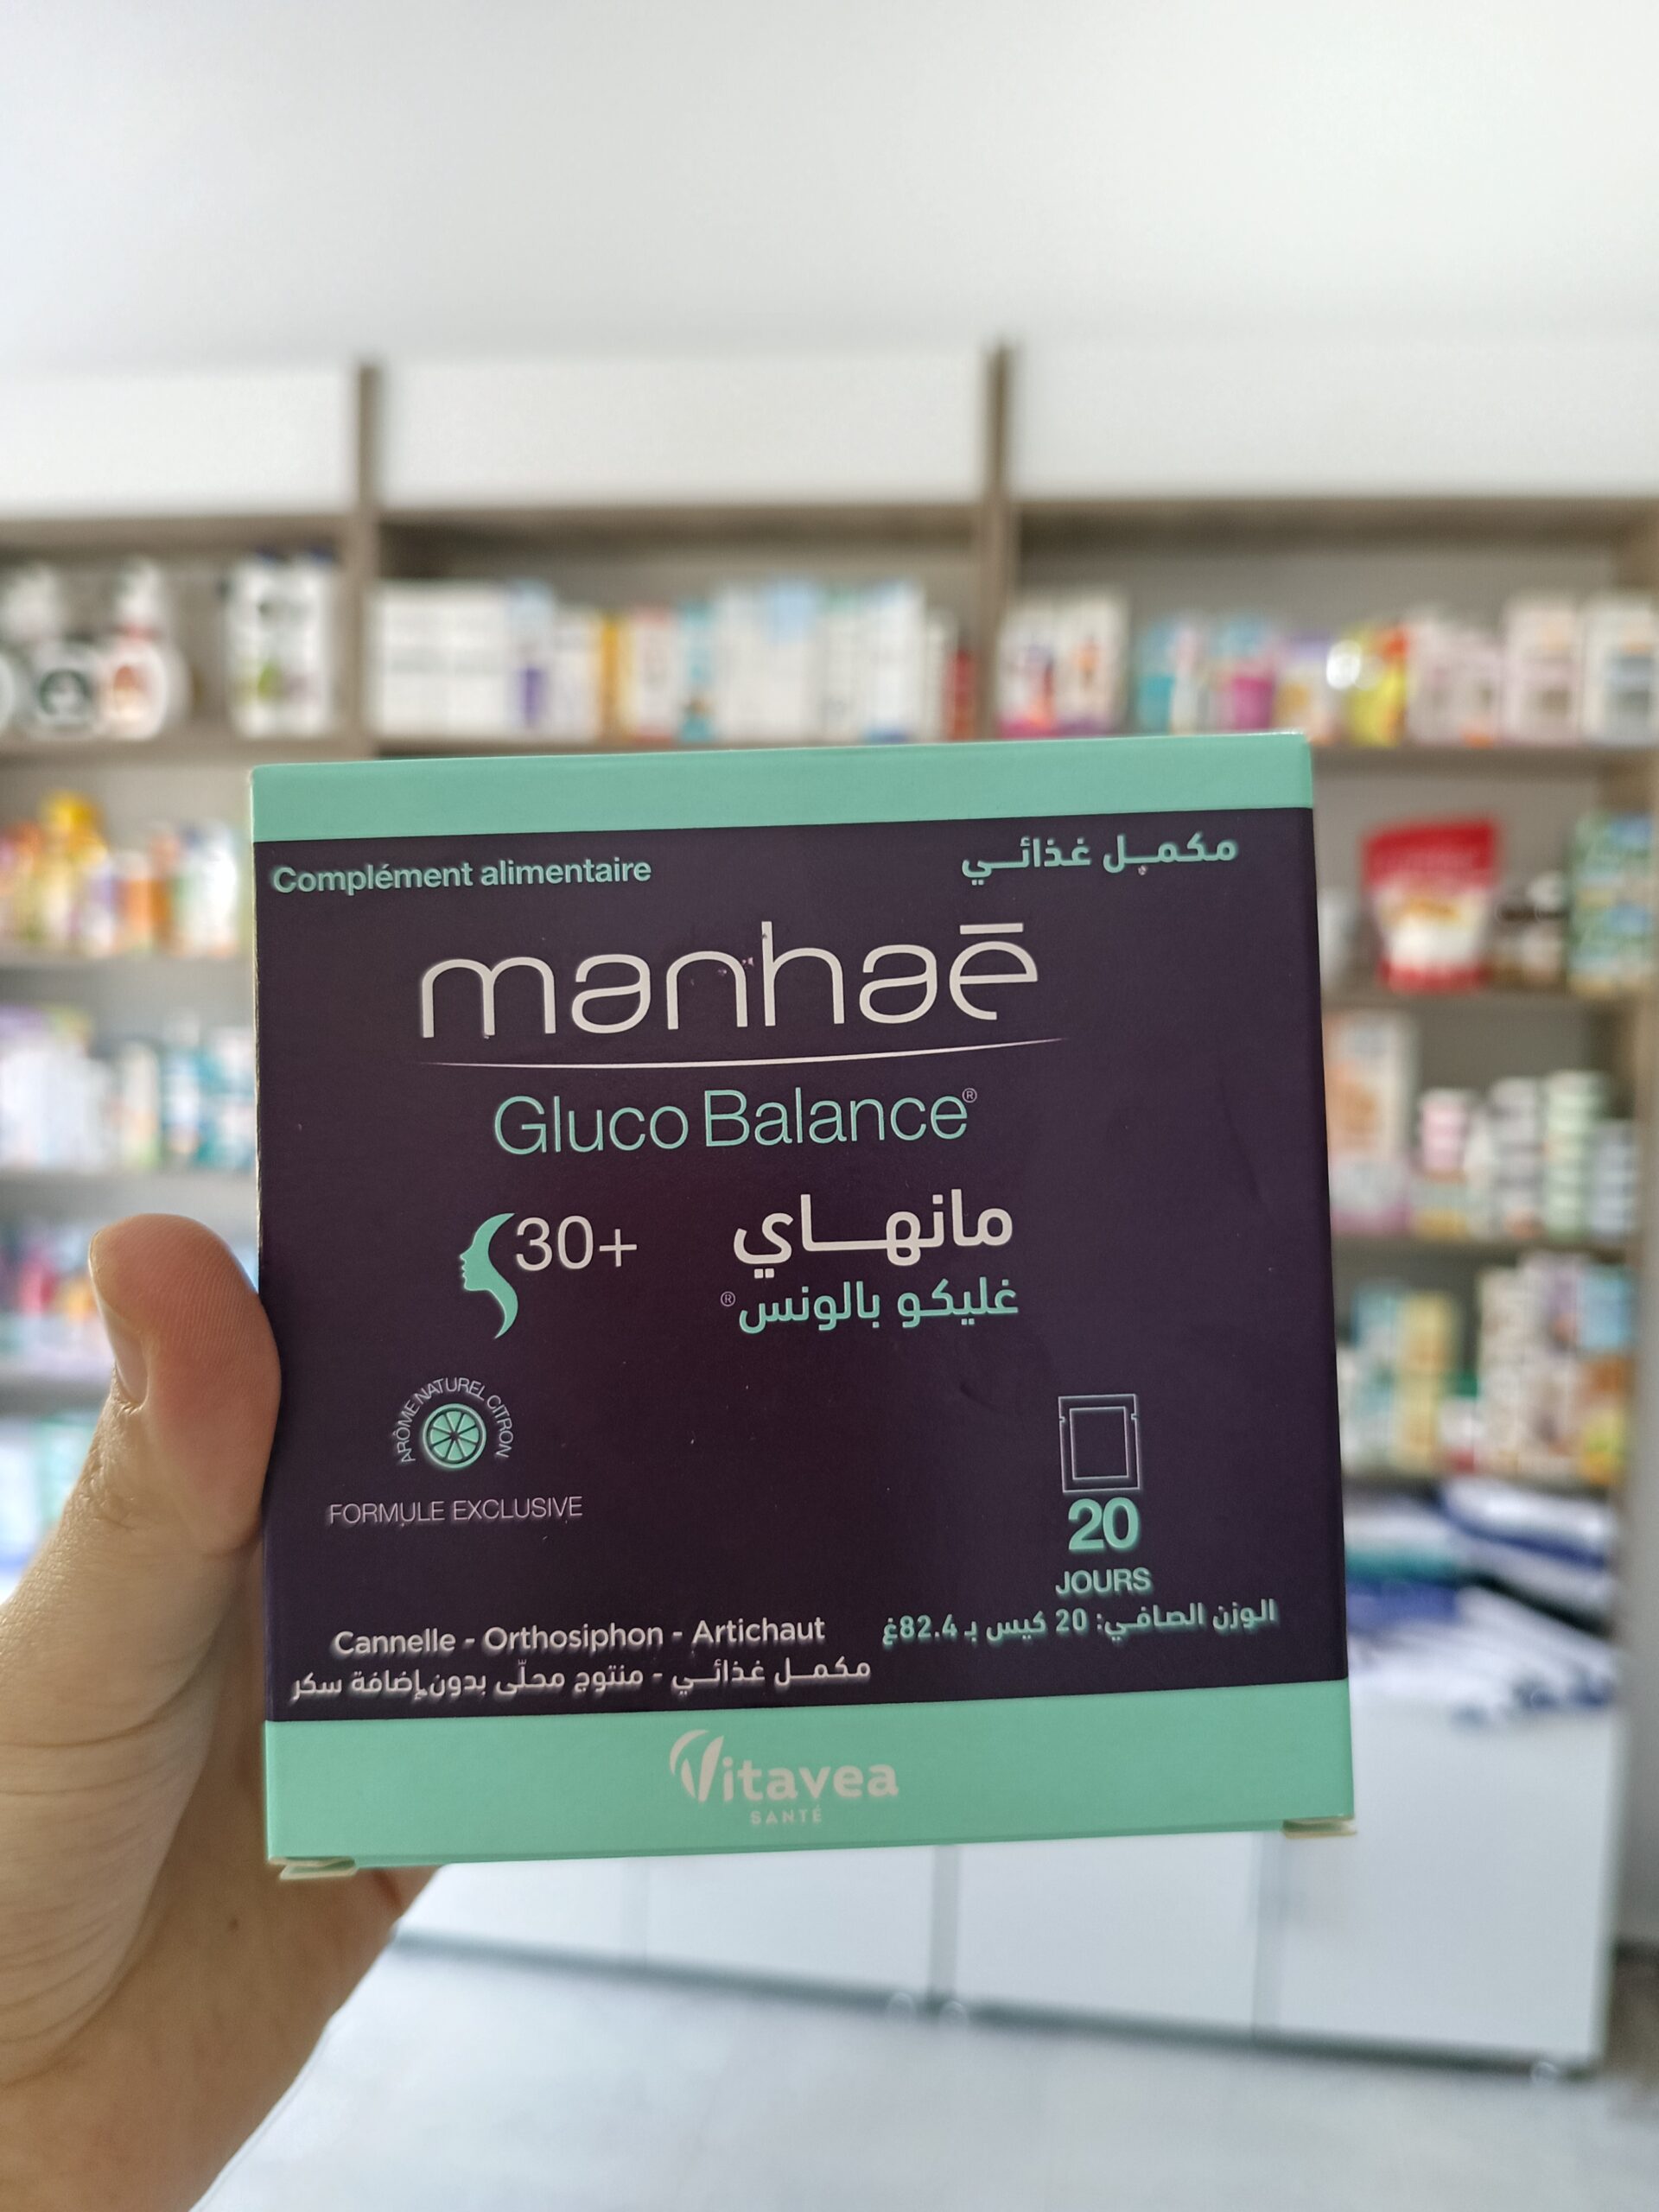 Complément alimentaire
مكمل غذائي
manhaē
Gluco Balance®
30+
مانهاي
غليكو بالونس®
ARÔME NATUREL CITRON
FORMULE EXCLUSIVE
20
JOURS
الوزن الصافي: 20 كيس بـ 82.4غ
Cannelle - Orthosiphon - Artichaut
مكمل غذائي - منتوج محلّى بدون إضافة سكر
Vitavea
SANTÉ